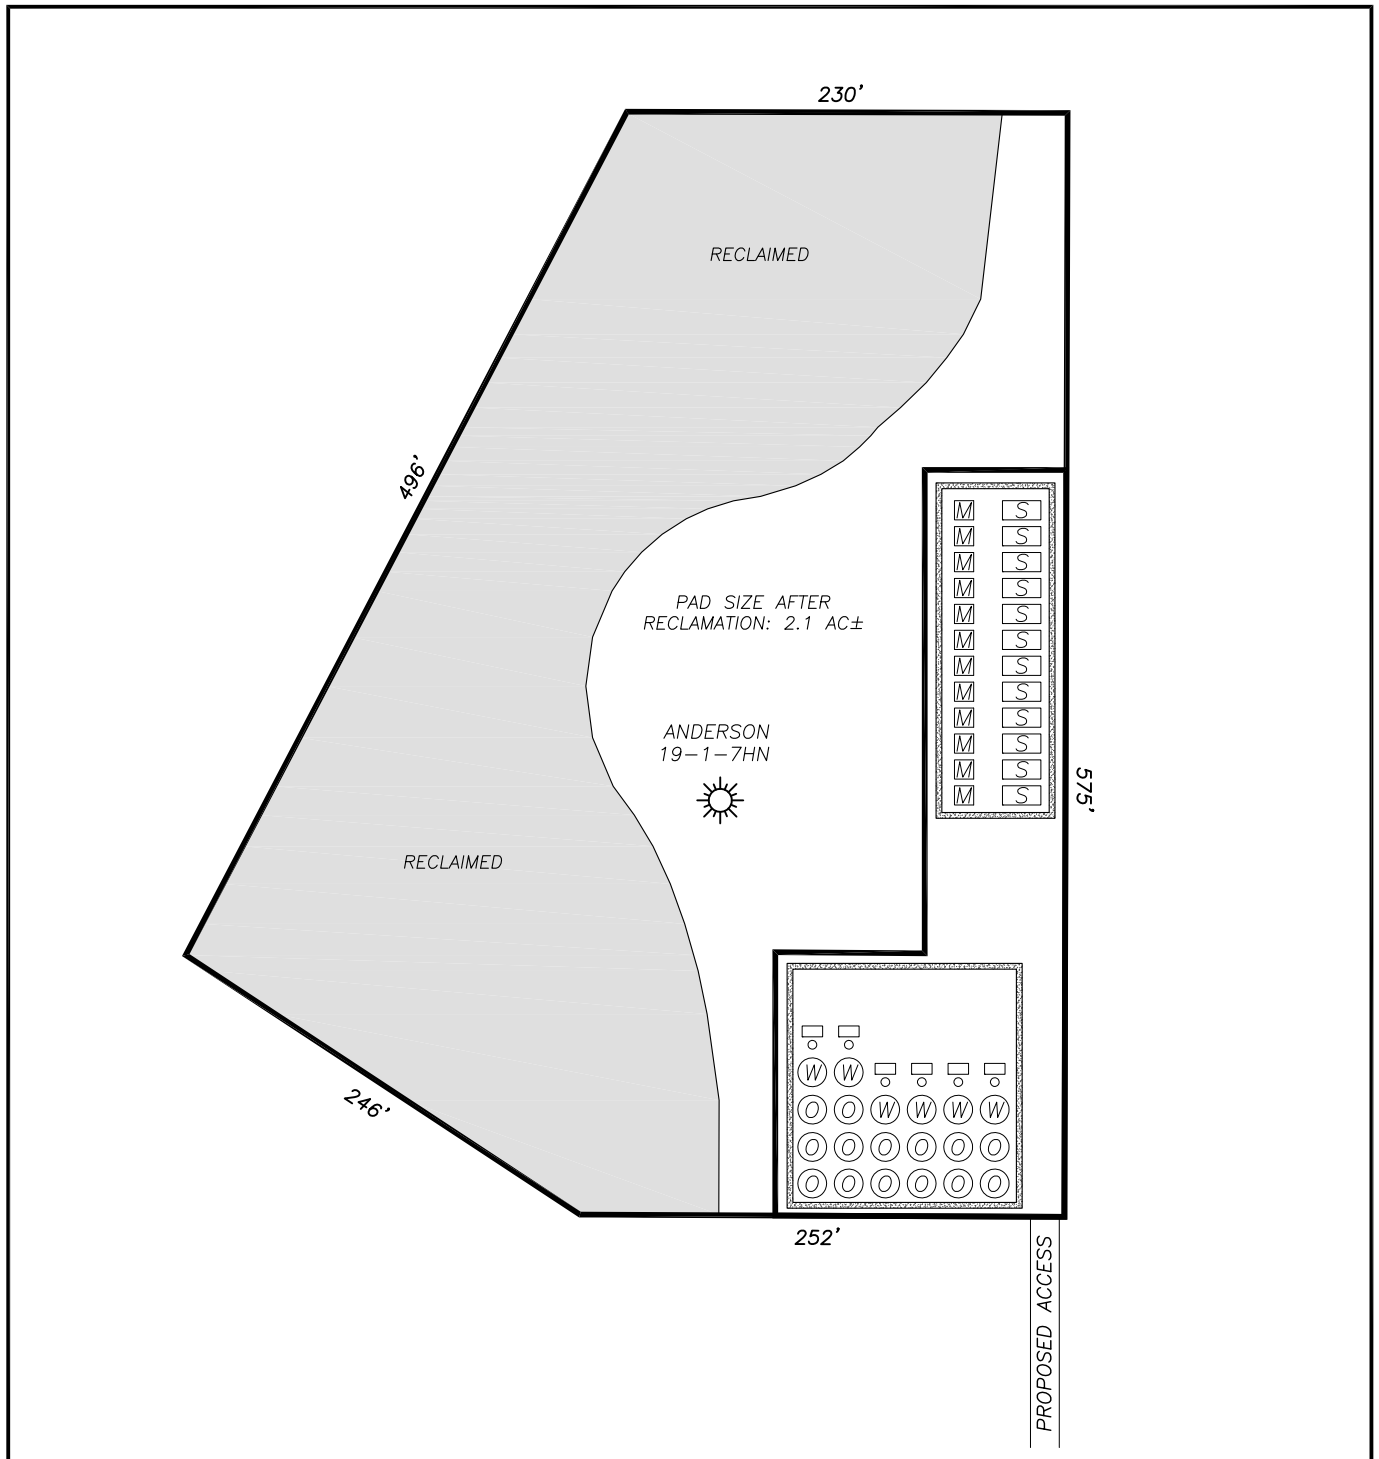 230’
RECLAIMED
496’
M S
M S
M S
M S
M S
M S
M S
M S
M S
M S
M S
M S
PAD SIZE AFTER
RECLAMATION: 2.1 AC±
ANDERSON
19-1-7HN
575’
RECLAIMED
W W
O O W W W W
O O O O O O
O O O O O O
246’
252’
PROPOSED ACCESS